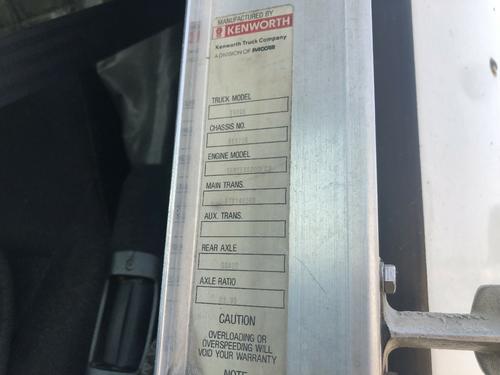 MANUFACTURED BY
KENWORTH
Kenworth Truck Company
A DIVISION OF PACCAR
TRUCK MODEL
CHASSIS NO.
ENGINE MODEL
MAIN TRANS.
AUX. TRANS.
REAR AXLE
AXLE RATIO
CAUTION
OVERLOADING OR
OVERSPEEDING WILL
VOID YOUR WARRANTY
NOTE